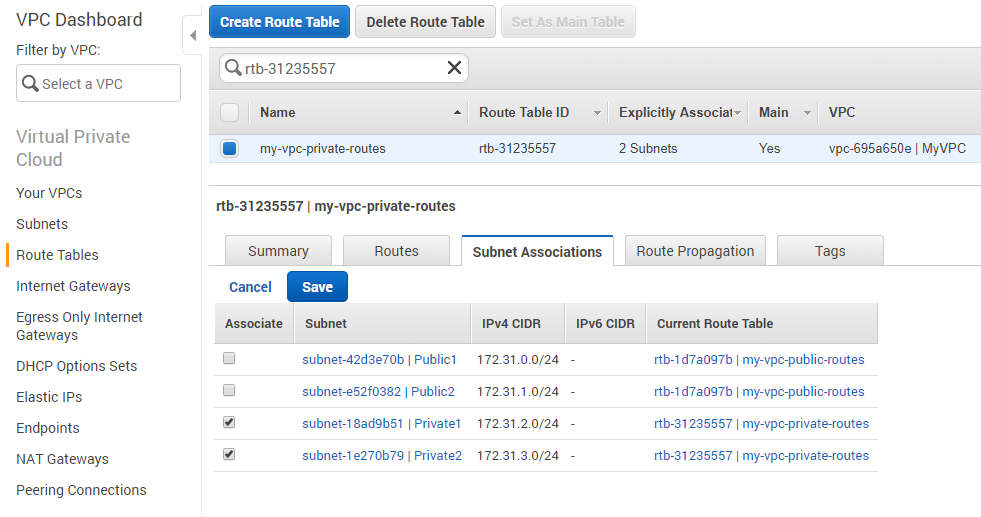 VPC Dashboard
Filter by VPC:
Select a VPC
Virtual Private
Cloud
Your VPCs
Subnets
Route Tables
Internet Gateways
Egress Only Internet
Gateways
DHCP Options Sets
Elastic IPs
Endpoints
NAT Gateways
Peering Connections
Create Route Table Delete Route Table Set As Main Table
rtb-31235557
Name Route Table ID Explicitly Associat Main VPC
my-vpc-private-routes rtb-31235557 2 Subnets Yes vpc-695a650e | MyVPC
rtb-31235557 | my-vpc-private-routes
Summary Routes Subnet Associations Route Propagation Tags
Cancel Save
Associate Subnet IPv4 CIDR IPv6 CIDR Current Route Table
subnet-42d3e70b | Public1 172.31.0.0/24 - rtb-1d7a097b | my-vpc-public-routes
subnet-e52f0382 | Public2 172.31.1.0/24 - rtb-1d7a097b | my-vpc-public-routes
subnet-18ad9b51 | Private1 172.31.2.0/24 - rtb-31235557 | my-vpc-private-routes
subnet-1e270b79 | Private2 172.31.3.0/24 - rtb-31235557 | my-vpc-private-routes